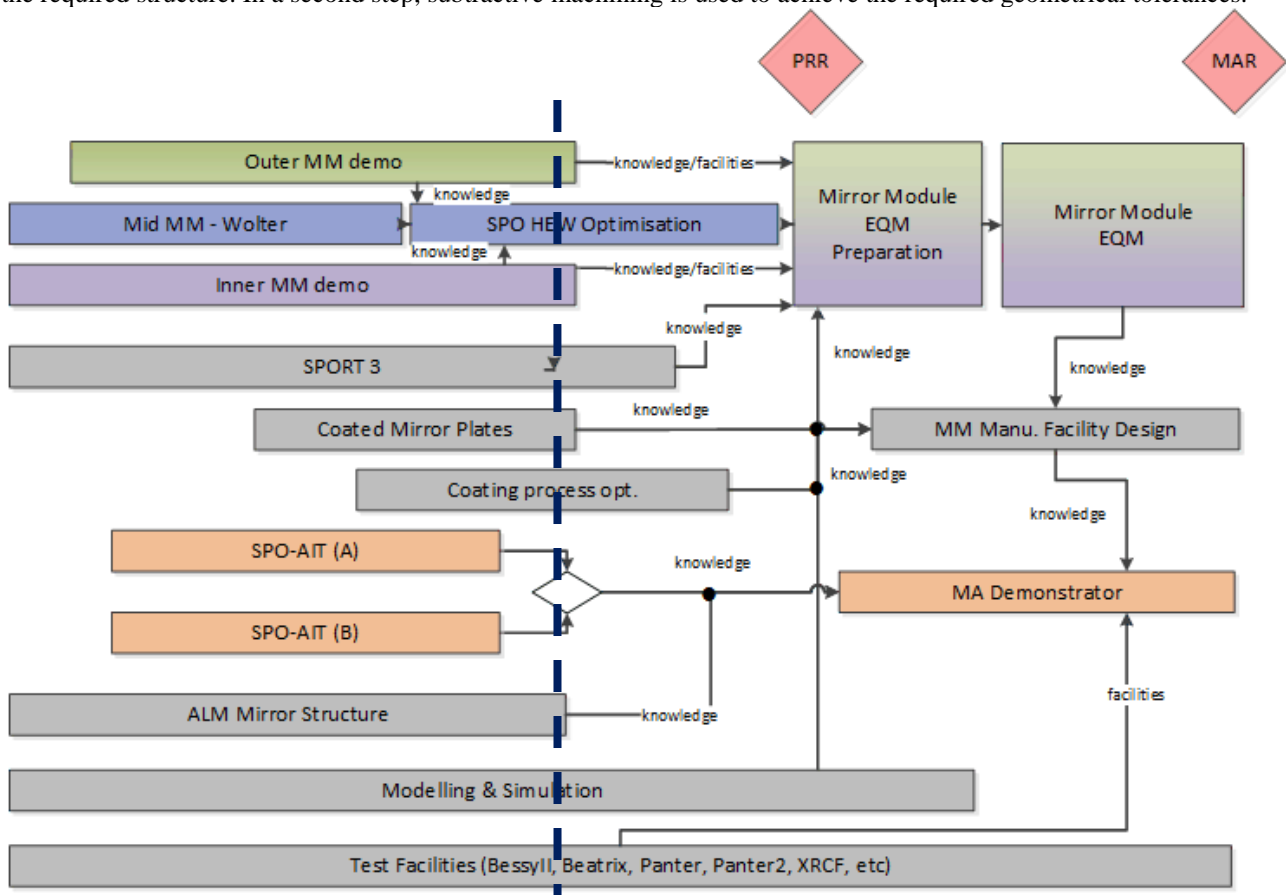 the required structure. In a second step, subtractive machining is used to achieve the required geometrical tolerances.
PRR
MAR
Outer MM demo
knowledge/facilities
Mirror Module
EQM
Preparation
Mirror Module
EQM
knowledge
Mid MM - Wolter
SPO HEW Optimisation
knowledge
Inner MM demo
knowledge/facilities
knowledge
SPORT 3
knowledge
knowledge
Coated Mirror Plates
knowledge
MM Manu. Facility Design
Coating process opt.
knowledge
knowledge
SPO-AIT (A)
knowledge
MA Demonstrator
SPO-AIT (B)
ALM Mirror Structure
knowledge
facilities
Modelling & Simulation
Test Facilities (BessyII, Beatrix, Panter, Panter2, XRCF, etc)